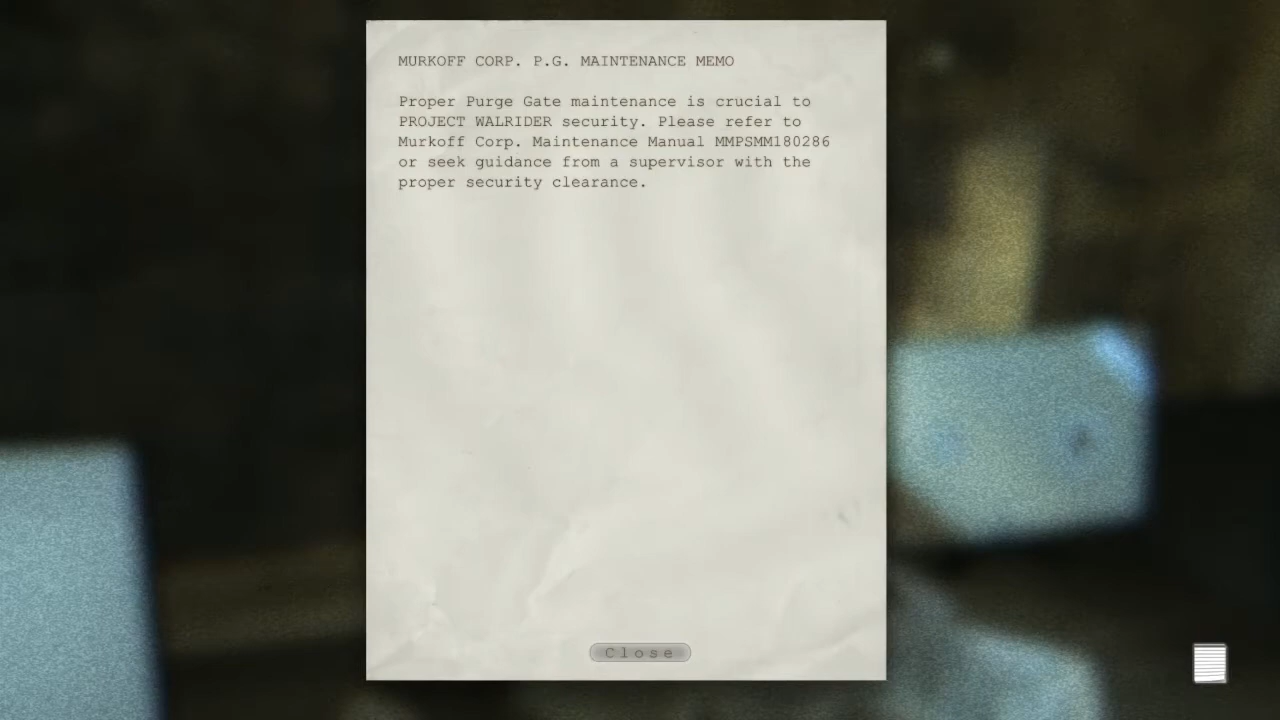 MURKOFF CORP. P.G. MAINTENANCE MEMO
Proper Purge Gate maintenance is crucial to
PROJECT WALRIDER security. Please refer to
Murkoff Corp. Maintenance Manual MMPSMM180286
or seek guidance from a supervisor with the
proper security clearance.
Close